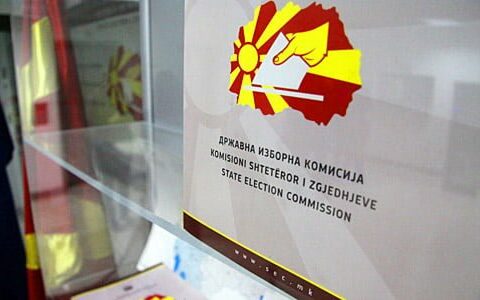 ДРЖАВНА ИЗБОРНА КОМИСИЈА
KOMISIONI SHTETËROR I ZGJEDHJEVE
STATE ELECTION COMMISSION
www.sec.mk